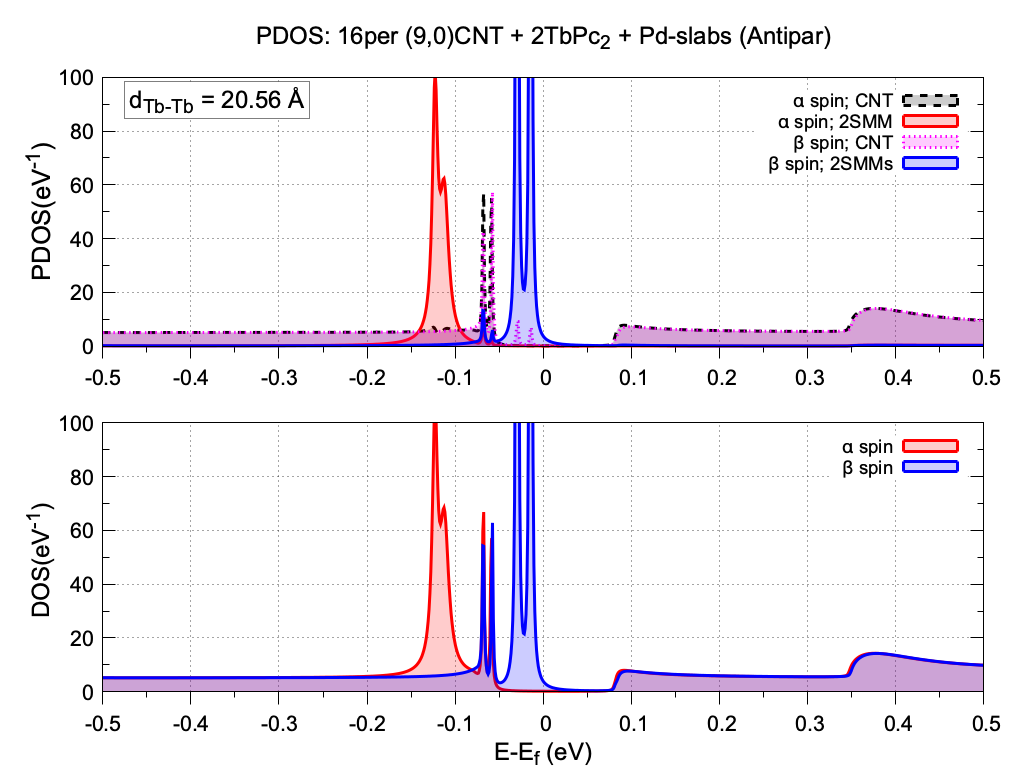 PDOS: 16per (9,0)CNT + 2TbPc2 + Pd-slabs (Antipar)
100
80
60
40
20
0
PDOS(eV-1)
dTb-Tb = 20.56 Å
α spin; CNT
α spin; 2SMM
β spin; CNT
β spin; 2SMMs
-0.5 -0.4 -0.3 -0.2 -0.1 0 0.1 0.2 0.3 0.4 0.5
100
80
60
40
20
0
DOS(eV-1)
α spin
β spin
-0.5 -0.4 -0.3 -0.2 -0.1 0 0.1 0.2 0.3 0.4 0.5
E-Ef (eV)